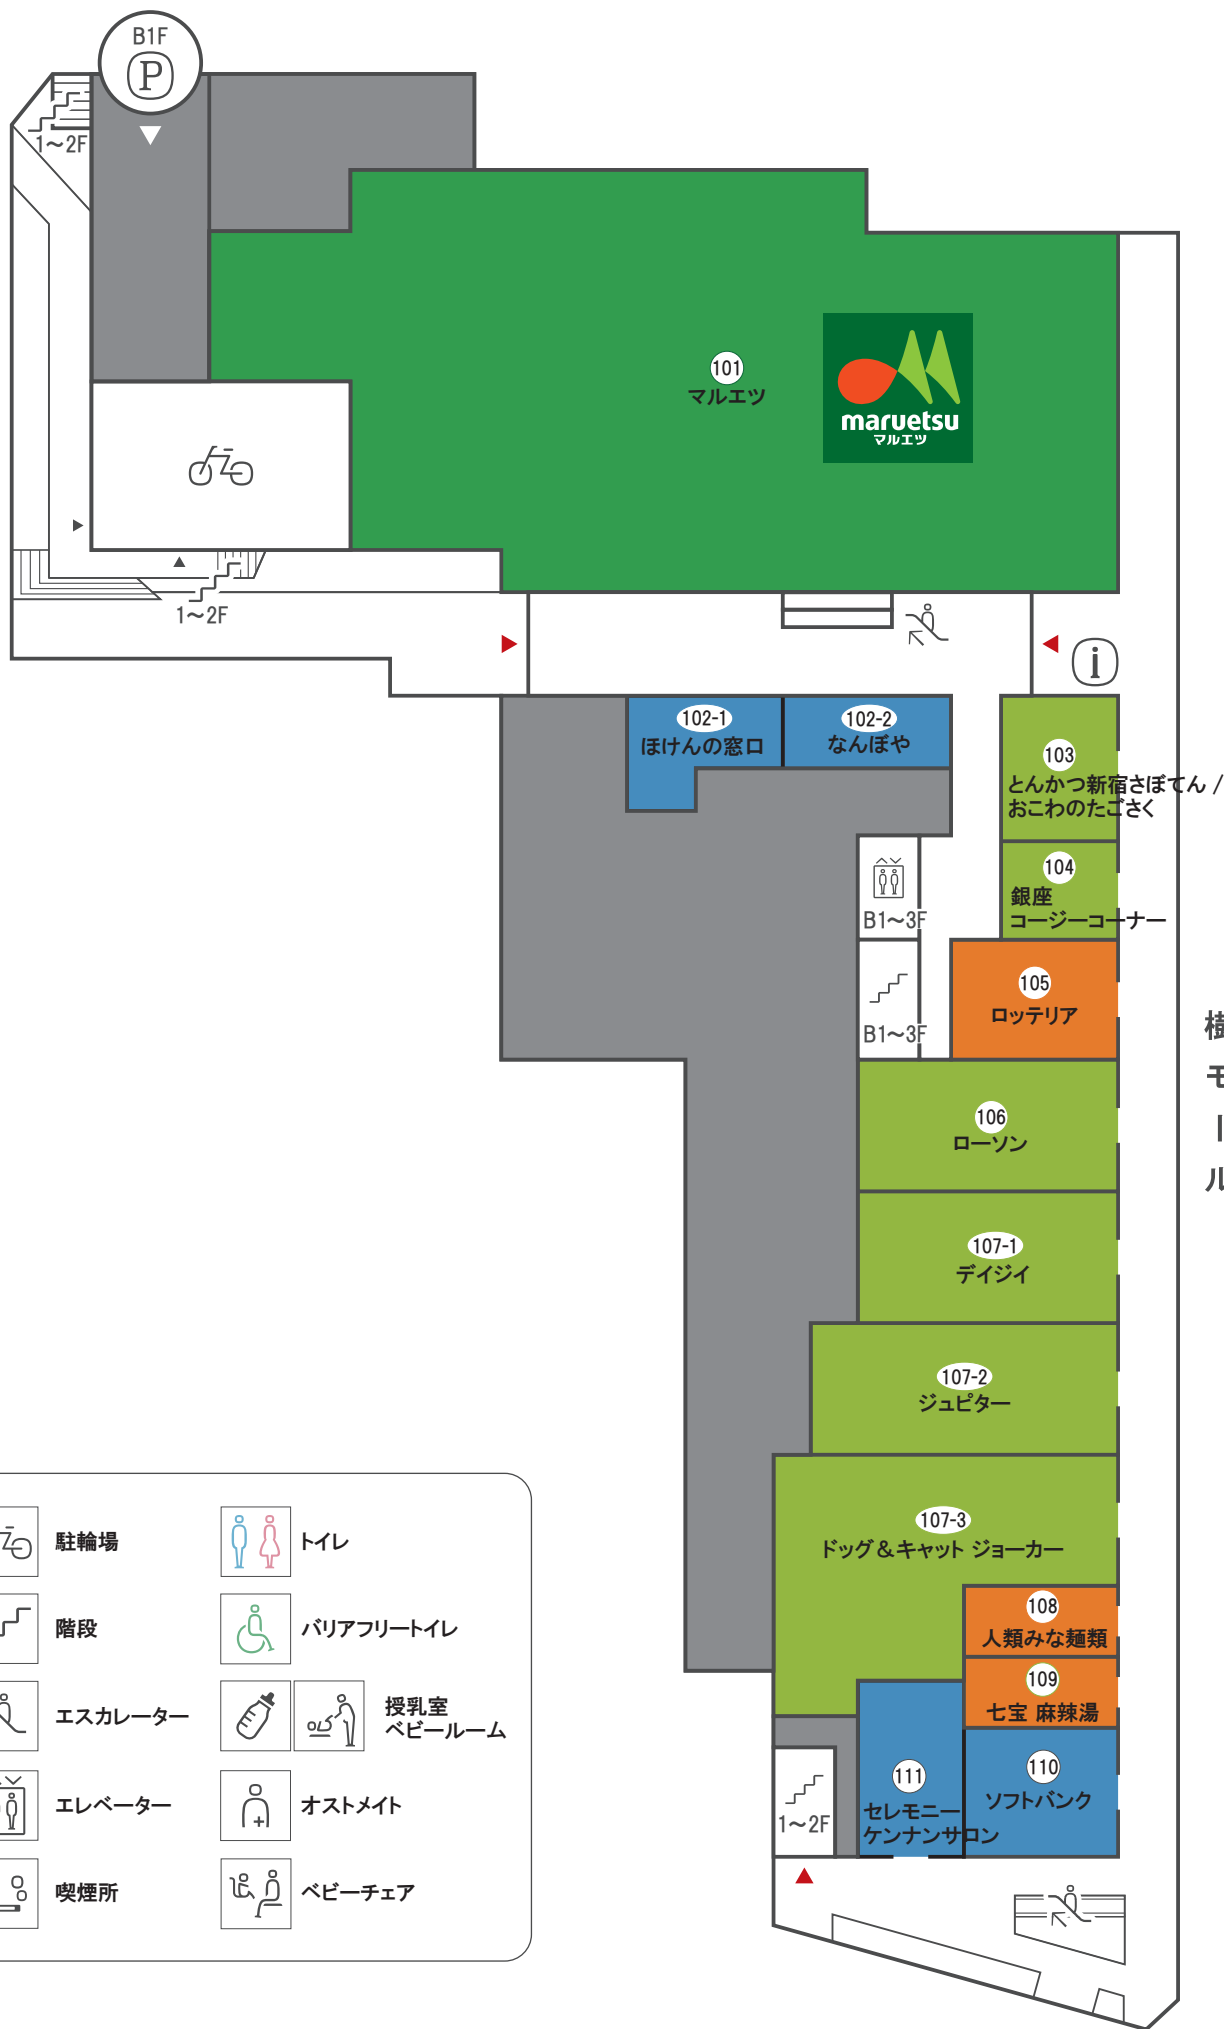 B1F
P
1〜2F
101
マルエツ
maruetsu
マルエツ
1〜2F
i
102-1
ほけんの窓口
102-2
なんぼや
103
とんかつ新宿さぼてん /
おこわのたごさく
104
銀座
コージーコーナー
B1〜3F
105
ロッテリア
B1〜3F
樹
モ
ー
ル
106
ローソン
107-1
デイジイ
107-2
ジュピター
107-3
ドッグ&キャット ジョーカー
108
人類みな麺類
109
七宝 麻辣湯
110
ソフトバンク
111
セレモニー
ケンナンサロン
1〜2F
駐輪場
トイレ
階段
バリアフリートイレ
エスカレーター
授乳室
ベビールーム
エレベーター
オストメイト
喫煙所
ベビーチェア